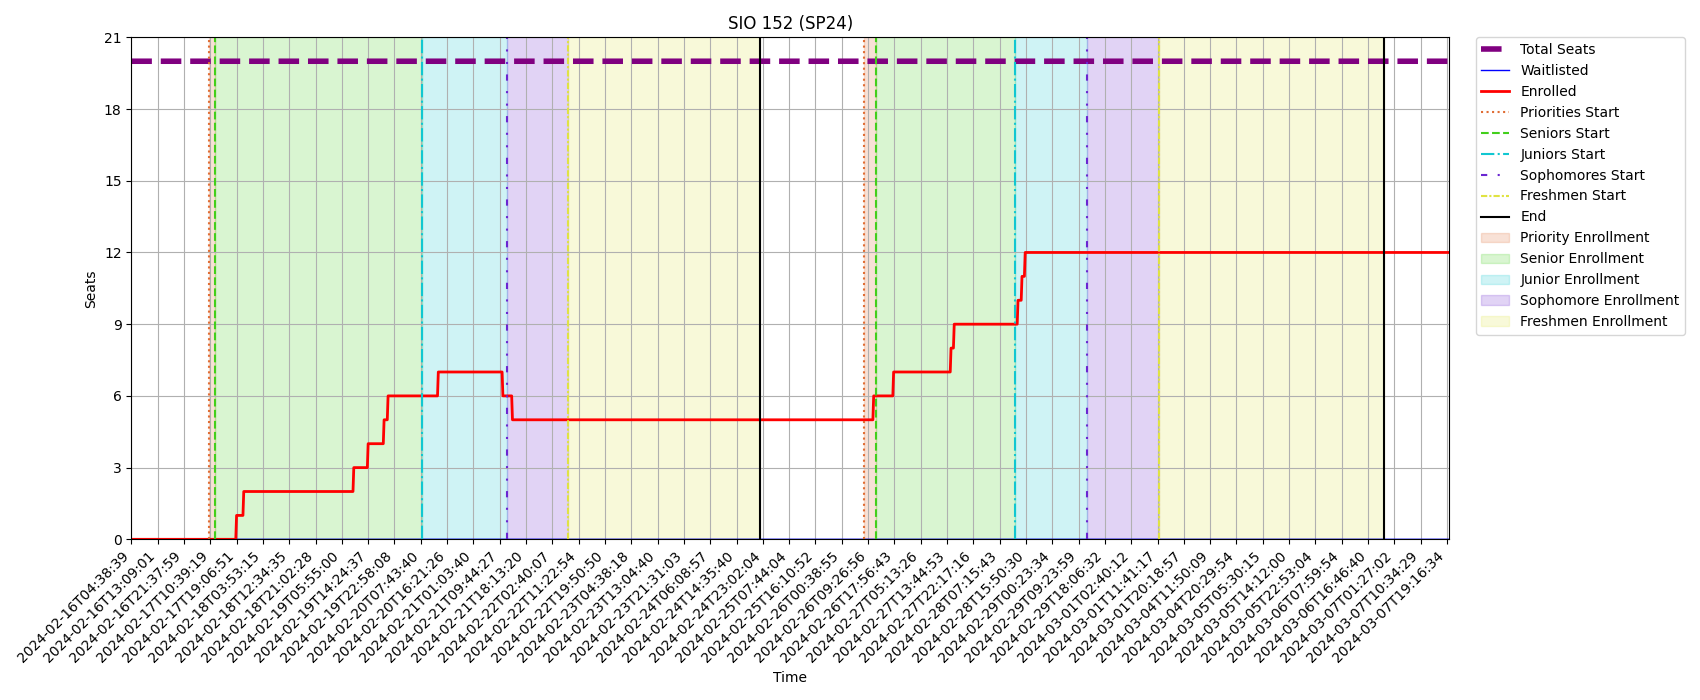 SIO 152 (SP24)
21
18
15
12
9
6
3
0
Seats
2024-02-16T04:38:39
2024-02-16T13:09:01
2024-02-16T21:37:59
2024-02-17T10:39:19
2024-02-17T19:06:51
2024-02-18T03:53:15
2024-02-18T12:34:35
2024-02-18T21:02:28
2024-02-19T05:55:00
2024-02-19T14:24:37
2024-02-19T22:58:08
2024-02-20T07:43:40
2024-02-20T16:21:26
2024-02-21T01:03:40
2024-02-21T09:44:27
2024-02-21T18:13:20
2024-02-22T02:40:07
2024-02-22T11:22:54
2024-02-22T19:50:50
2024-02-23T04:38:18
2024-02-23T13:04:40
2024-02-23T21:31:03
2024-02-24T06:08:57
2024-02-24T14:35:40
2024-02-24T23:02:04
2024-02-25T07:44:04
2024-02-25T16:10:52
2024-02-26T00:38:55
2024-02-26T09:26:56
2024-02-26T17:56:43
2024-02-27T05:13:26
2024-02-27T13:44:53
2024-02-27T22:17:16
2024-02-28T07:15:43
2024-02-28T15:50:30
2024-02-29T00:23:34
2024-02-29T09:23:59
2024-02-29T18:06:32
2024-03-01T02:40:12
2024-03-01T11:41:17
2024-03-01T20:18:57
2024-03-04T11:50:09
2024-03-04T20:29:54
2024-03-05T05:30:15
2024-03-05T14:12:00
2024-03-05T22:53:04
2024-03-06T07:59:54
2024-03-06T16:46:40
2024-03-07T01:27:02
2024-03-07T10:34:29
2024-03-07T19:16:34
Time
Total Seats
Waitlisted
Enrolled
Priorities Start
Seniors Start
Juniors Start
Sophomores Start
Freshmen Start
End
Priority Enrollment
Senior Enrollment
Junior Enrollment
Sophomore Enrollment
Freshmen Enrollment